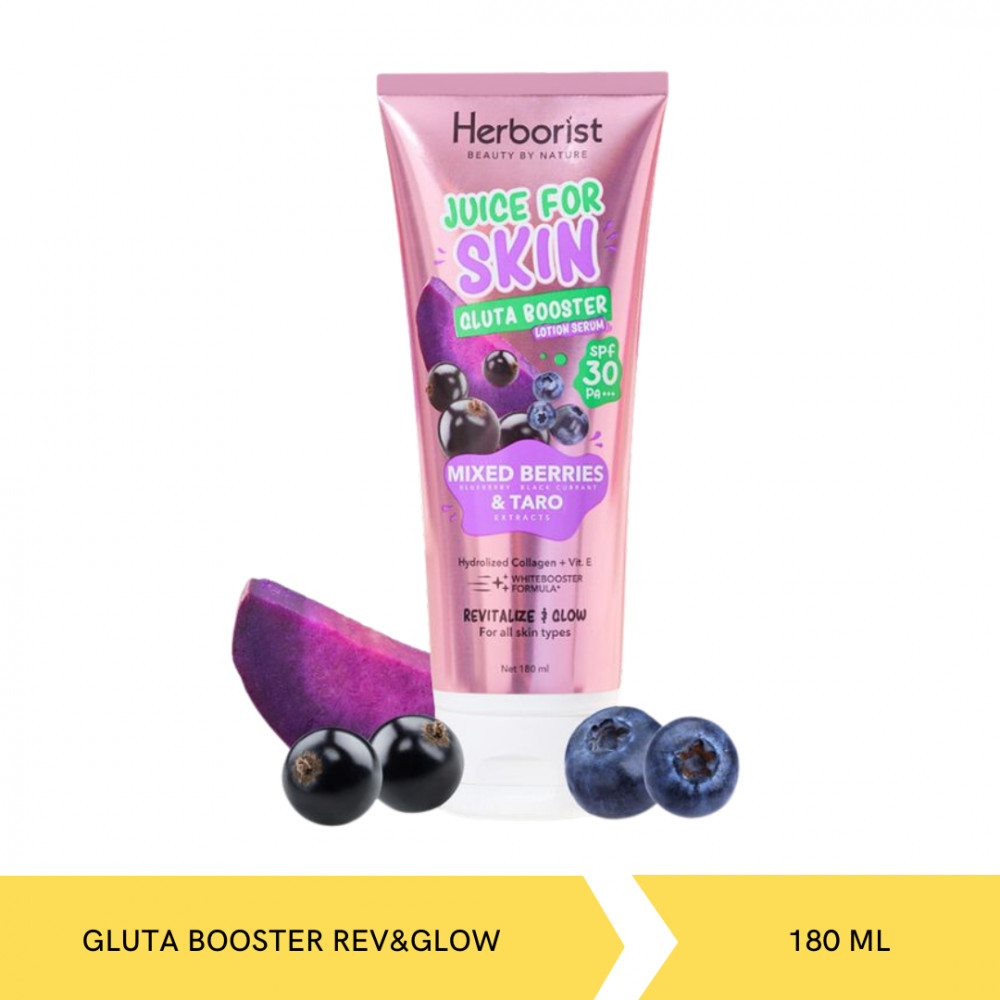 Herborist
BEAUTY BY NATURE
JUICE FOR
SKIN
GLUTA BOOSTER
LOTION SERUM
SPF
30
PA+++
MIXED BERRIES
BLUEBERRY BLACK CURRANT
& TARO
EXTRACTS
Hydrolized Collagen + Vit. E
WHITEBOOSTER
FORMULA*
REVITALIZE & GLOW
For all skin types
Net 180 ml
GLUTA BOOSTER REV&GLOW
180 ML